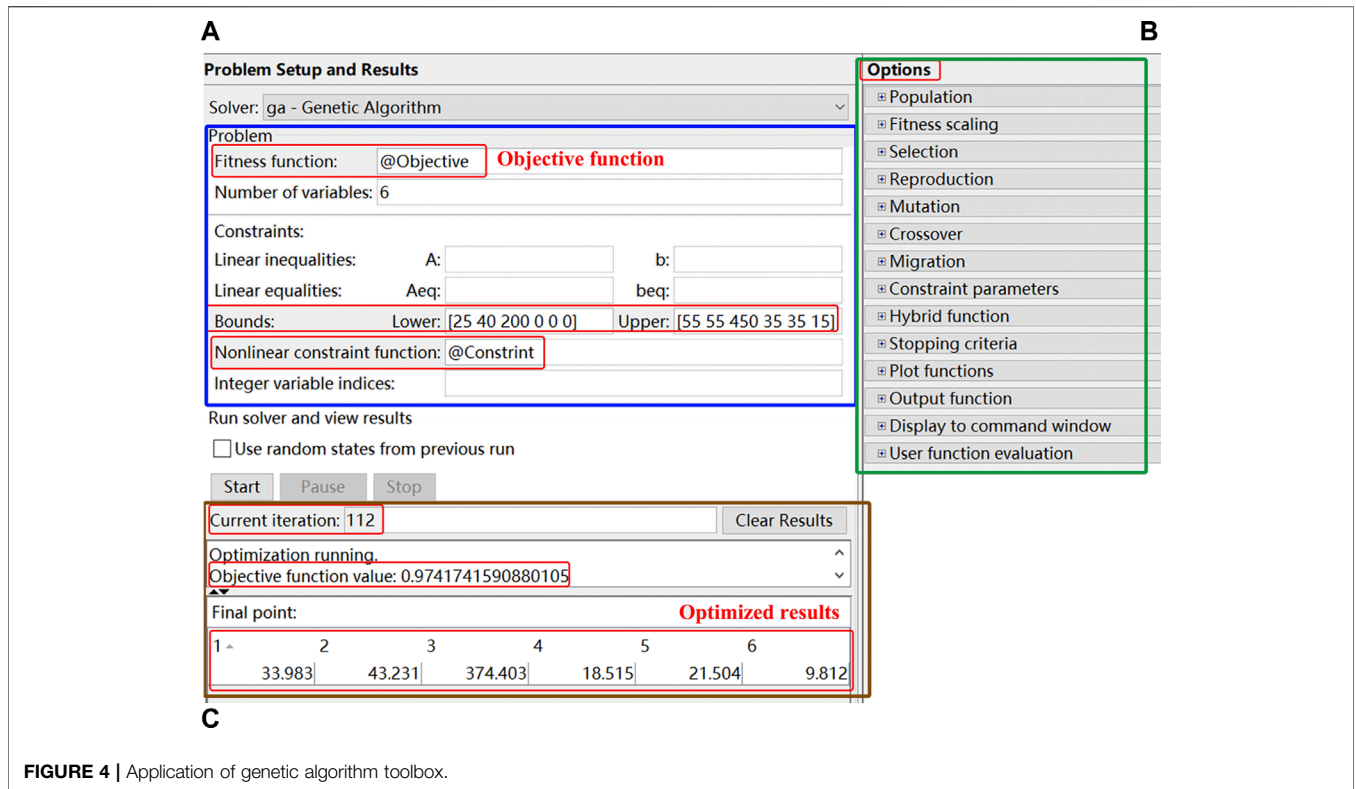 A
B
Problem Setup and Results
Solver: ga - Genetic Algorithm
Problem
Fitness function: @Objective Objective function
Number of variables: 6
Constraints:
Linear inequalities: A: b:
Linear equalities: Aeq: beq:
Bounds: Lower: [25 40 200 0 0 0] Upper: [55 55 450 35 35 15]
Nonlinear constraint function: @Constrint
Integer variable indices:
Run solver and view results
Use random states from previous run
Start Pause Stop
Current iteration: 112 Clear Results
Optimization running.
Objective function value: 0.9741741590880105
Final point: Optimized results
1 2 3 4 5 6
33.983 43.231 374.403 18.515 21.504 9.812
Options
Population
Fitness scaling
Selection
Reproduction
Mutation
Crossover
Migration
Constraint parameters
Hybrid function
Stopping criteria
Plot functions
Output function
Display to command window
User function evaluation
C
FIGURE 4 | Application of genetic algorithm toolbox.